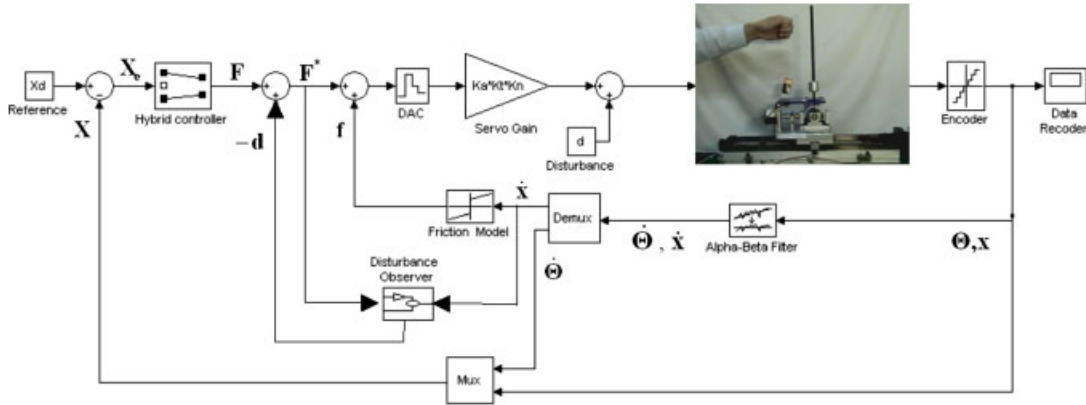 Xd
Reference
X
Xe
Hybrid controller
F
−d
F*
f
DAC
Ka*Kt*Kn
Servo Gain
d
Disturbance
Encoder
Data
Recoder
ẋ
Friction Model
Demux
Θ̇ , ẋ
Alpha-Beta Filter
Θ,x
Θ̇
Disturbance
Observer
Mux